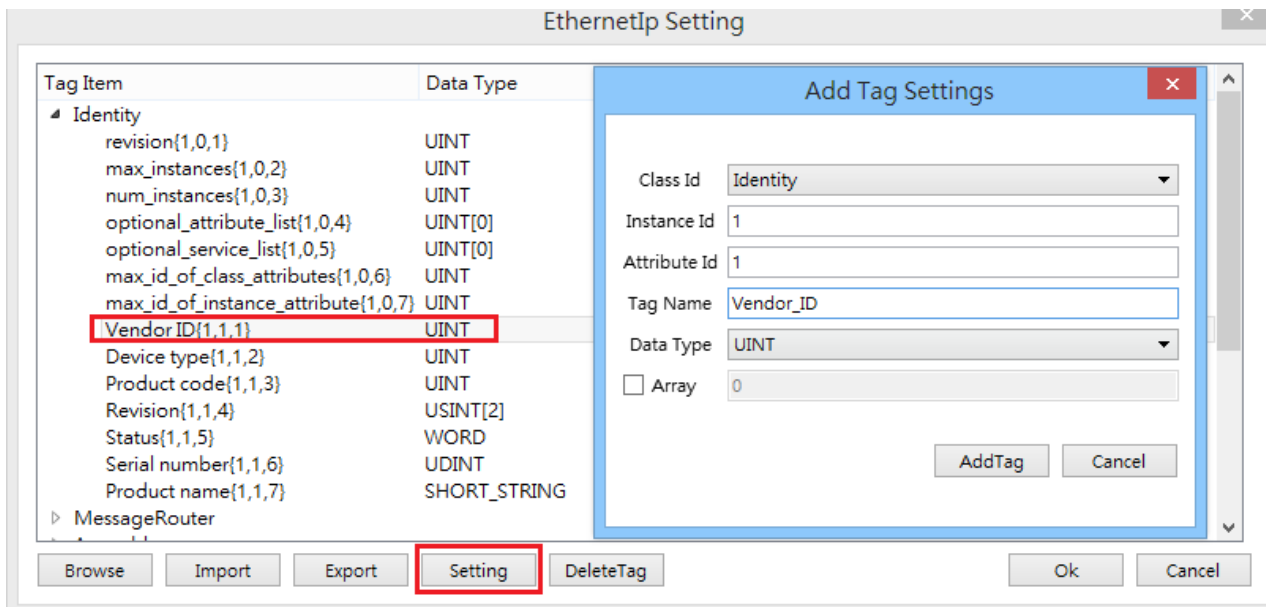 EthernetIp Setting
Tag Item Data Type
Identity
revision{1,0,1} UINT
max_instances{1,0,2} UINT
num_instances{1,0,3} UINT
optional_attribute_list{1,0,4} UINT[0]
optional_service_list{1,0,5} UINT[0]
max_id_of_class_attributes{1,0,6} UINT
max_id_of_instance_attribute{1,0,7} UINT
Vendor ID{1,1,1} UINT
Device type{1,1,2} UINT
Product code{1,1,3} UINT
Revision{1,1,4} USINT[2]
Status{1,1,5} WORD
Serial number{1,1,6} UDINT
Product name{1,1,7} SHORT_STRING
MessageRouter
Add Tag Settings
Class Id Identity
Instance Id 1
Attribute Id 1
Tag Name Vendor_ID
Data Type UINT
Array 0
AddTag Cancel
Browse Import Export Setting DeleteTag Ok Cancel